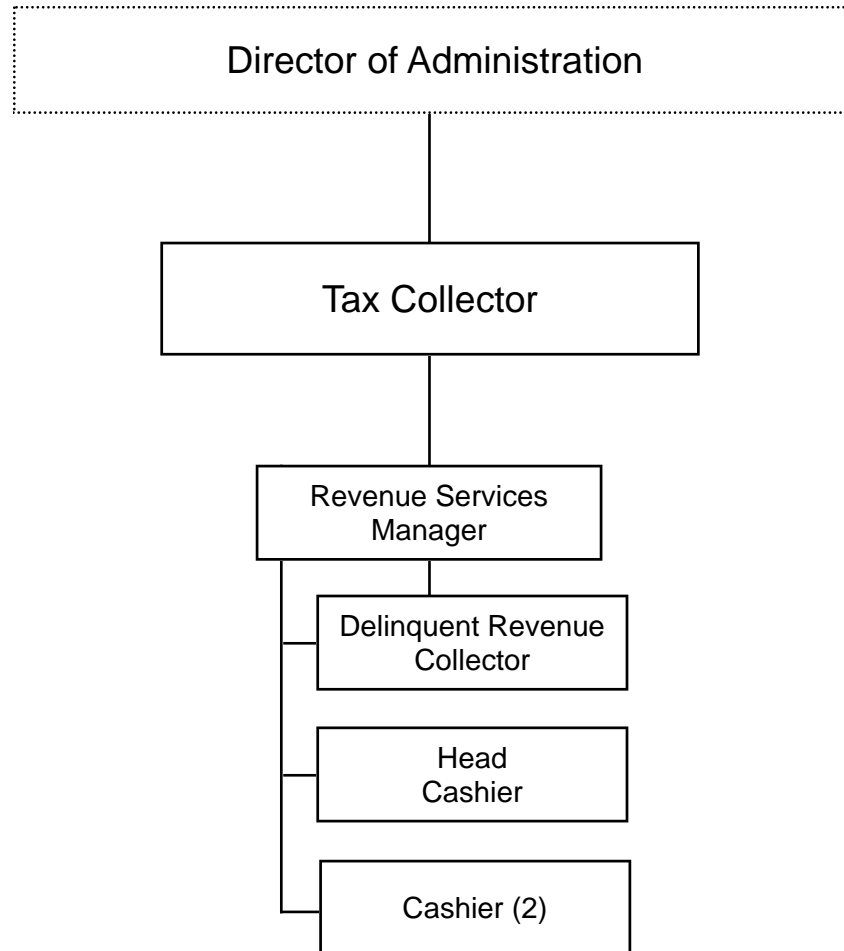 Director of Administration
Tax Collector
Revenue Services
Manager
Delinquent Revenue
Collector
Head
Cashier
Cashier (2)